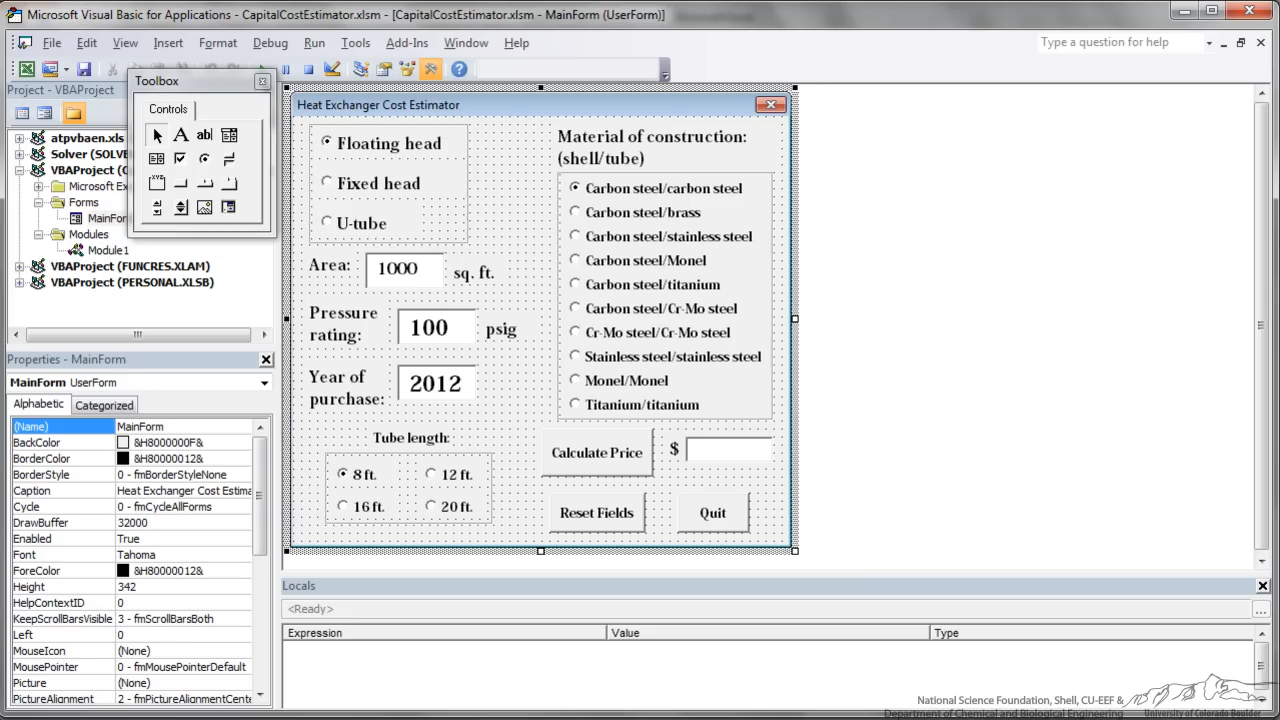 Microsoft Visual Basic for Applications - CapitalCostEstimator.xlsm - [CapitalCostEstimator.xlsm - MainForm (UserForm)]
File Edit View Insert Format Debug Run Tools Add-Ins Window Help
Type a question for help
Project - VBAProject
Toolbox
Controls
A ab|
atpvbaen.xls
Solver (SOLVE
VBAProject (C
Microsoft Ex
Forms
MainFor
Modules
Module1
VBAProject (FUNCRES.XLAM)
VBAProject (PERSONAL.XLSB)
Properties - MainForm
MainForm UserForm
Alphabetic Categorized
(Name) MainForm
BackColor &H8000000F&
BorderColor &H80000012&
BorderStyle 0 - fmBorderStyleNone
Caption Heat Exchanger Cost Estima
Cycle 0 - fmCycleAllForms
DrawBuffer 32000
Enabled True
Font Tahoma
ForeColor &H80000012&
Height 342
HelpContextID 0
KeepScrollBarsVisible 3 - fmScrollBarsBoth
Left 0
MouseIcon (None)
MousePointer 0 - fmMousePointerDefault
Picture (None)
PictureAlignment 2 - fmPictureAlignmentCente
Heat Exchanger Cost Estimator
Floating head
Fixed head
U-tube
Area: 1000 sq. ft.
Pressure
rating: 100 psig
Year of
purchase: 2012
Tube length:
8 ft. 12 ft.
16 ft. 20 ft.
Material of construction:
(shell/tube)
Carbon steel/carbon steel
Carbon steel/brass
Carbon steel/stainless steel
Carbon steel/Monel
Carbon steel/titanium
Carbon steel/Cr-Mo steel
Cr-Mo steel/Cr-Mo steel
Stainless steel/stainless steel
Monel/Monel
Titanium/titanium
Calculate Price $
Reset Fields Quit
Locals
<Ready>
...
Expression Value Type
National Science Foundation, Shell, CU-EEF &
Department of Chemical and Biological Engineering University of Colorado Boulder